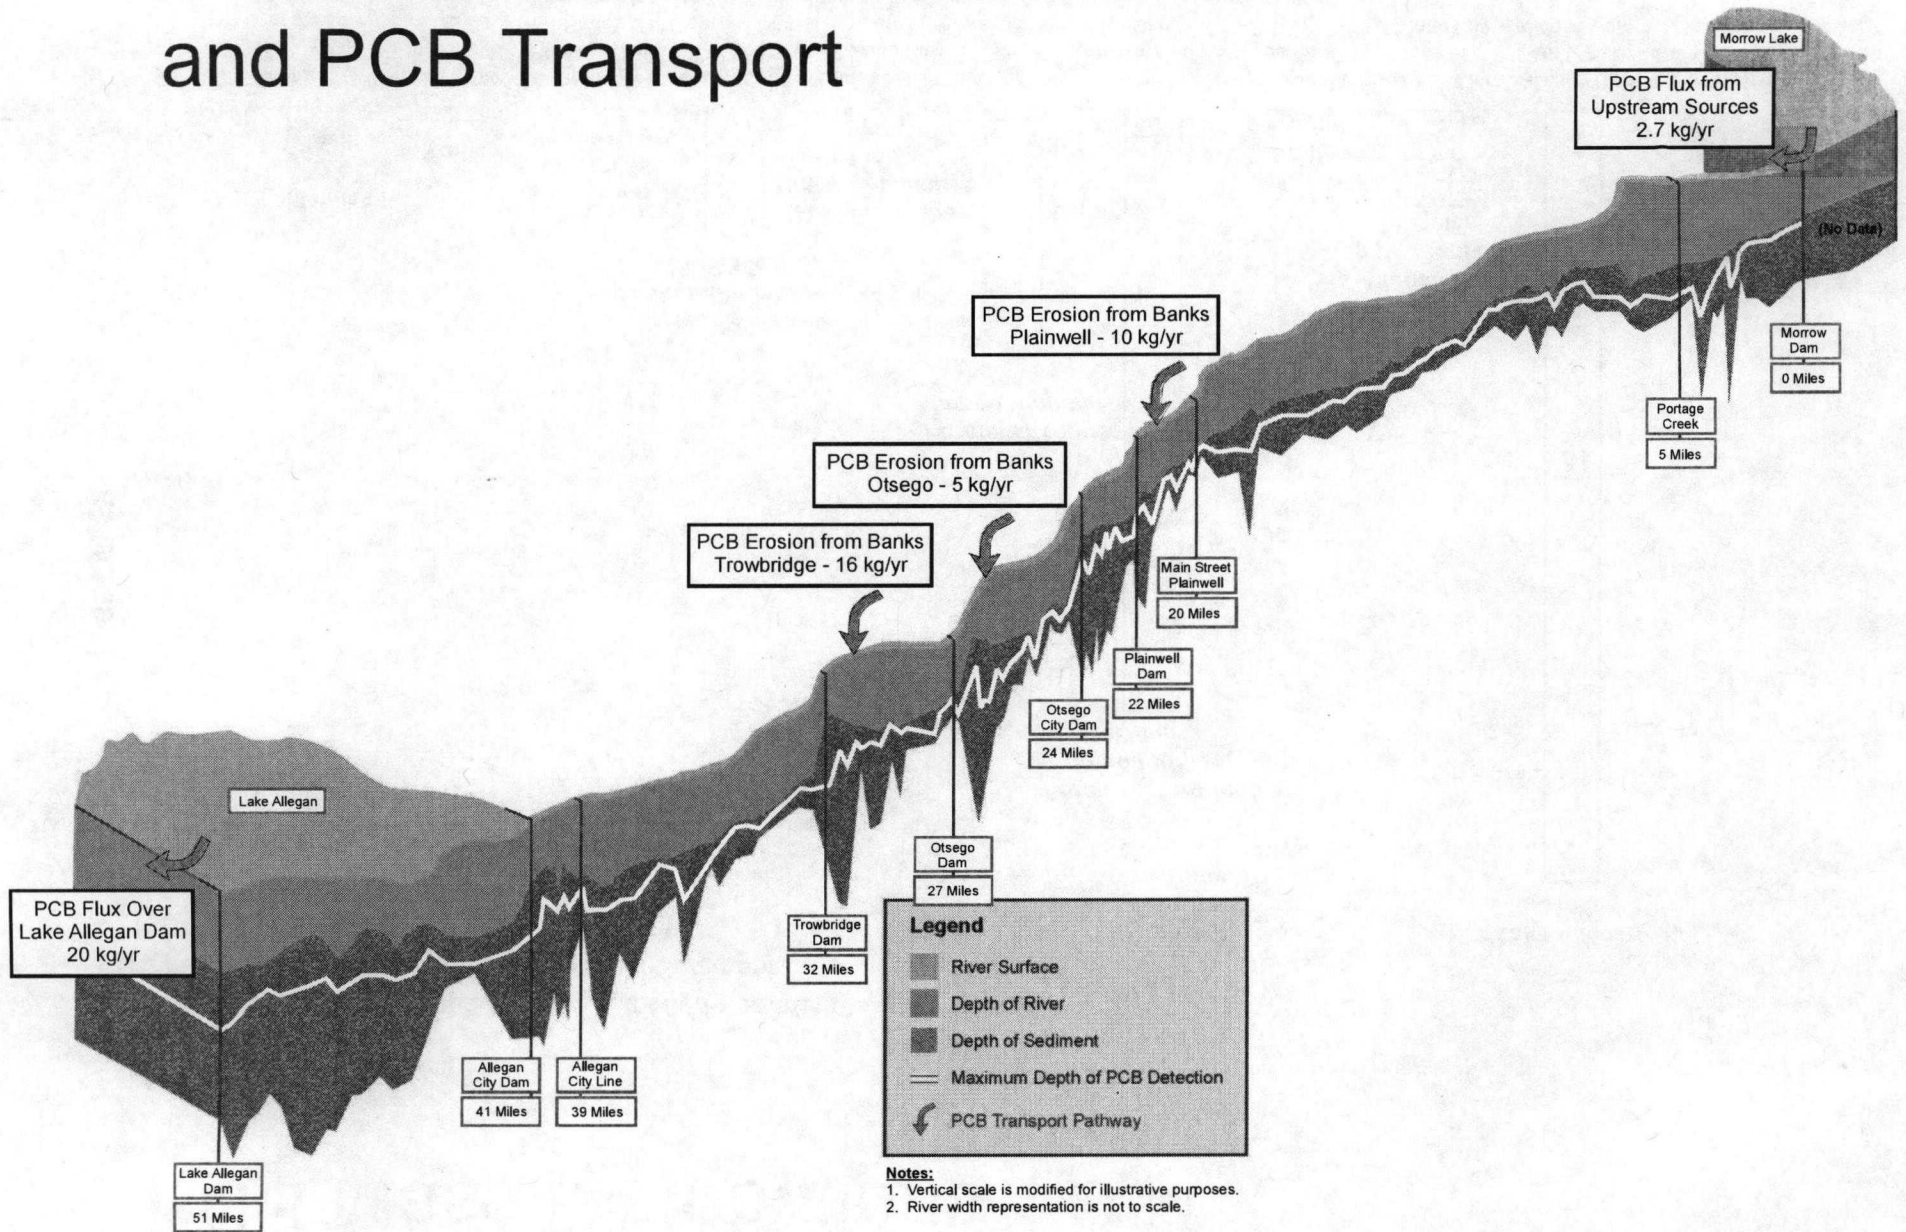 and PCB Transport
Morrow Lake
PCB Flux from
Upstream Sources
2.7 kg/yr
(No Data)
PCB Erosion from Banks
Plainwell - 10 kg/yr
Morrow
Dam
0 Miles
Portage
Creek
5 Miles
PCB Erosion from Banks
Otsego - 5 kg/yr
PCB Erosion from Banks
Trowbridge - 16 kg/yr
Main Street
Plainwell
20 Miles
Plainwell
Dam
22 Miles
Otsego
City Dam
24 Miles
Lake Allegan
Otsego
Dam
27 Miles
PCB Flux Over
Lake Allegan Dam
20 kg/yr
Trowbridge
Dam
32 Miles
Allegan
City Dam
41 Miles
Allegan
City Line
39 Miles
Lake Allegan
Dam
51 Miles
Legend
River Surface
Depth of River
Depth of Sediment
Maximum Depth of PCB Detection
PCB Transport Pathway
Notes:
1. Vertical scale is modified for illustrative purposes.
2. River width representation is not to scale.